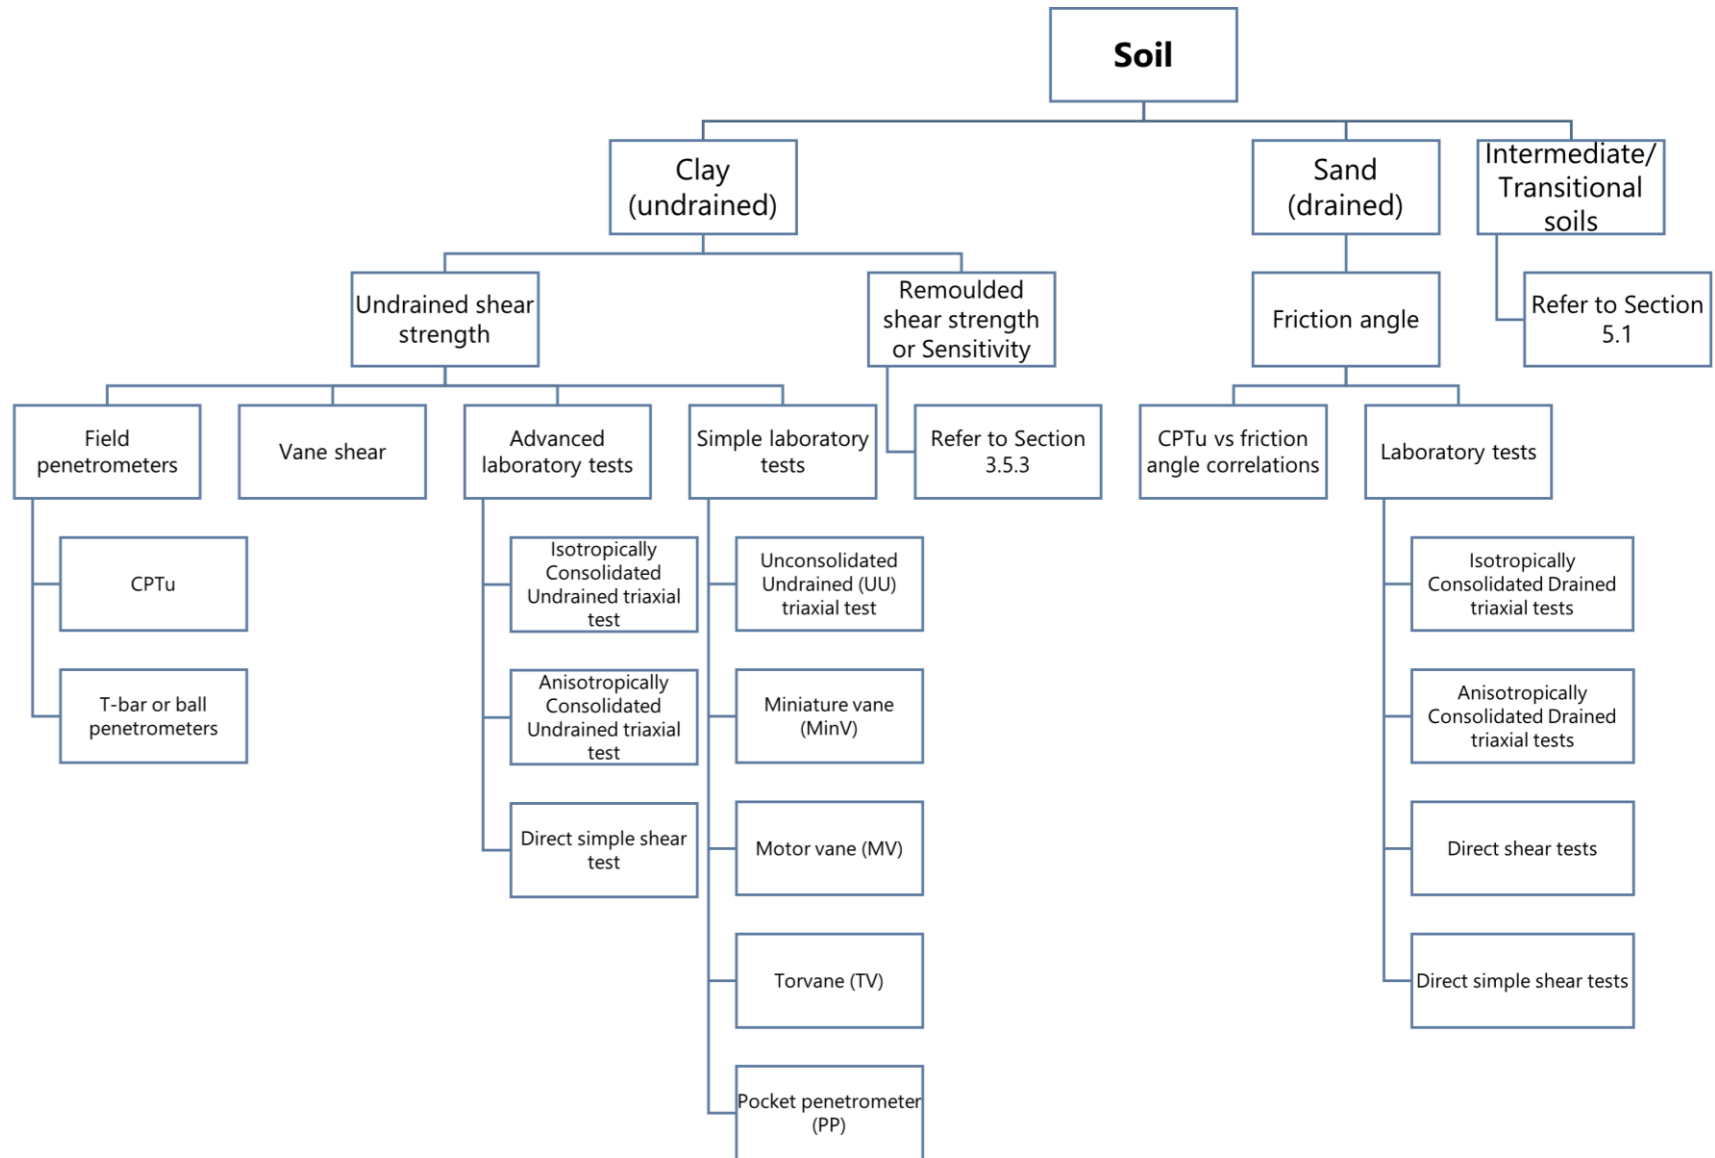 Soil
Clay
(undrained)
Sand
(drained)
Intermediate/
Transitional
soils
Undrained shear
strength
Remoulded
shear strength
or Sensitivity
Friction angle
Refer to Section
5.1
Field
penetrometers
Vane shear
Advanced
laboratory tests
Simple laboratory
tests
Refer to Section
3.5.3
CPTu vs friction
angle correlations
Laboratory tests
CPTu
T-bar or ball
penetrometers
Isotropically
Consolidated
Undrained triaxial
test
Anisotropically
Consolidated
Undrained triaxial
test
Direct simple shear
test
Unconsolidated
Undrained (UU)
triaxial test
Miniature vane
(MinV)
Motor vane (MV)
Torvane (TV)
Pocket penetrometer
(PP)
Isotropically
Consolidated Drained
triaxial tests
Anisotropically
Consolidated Drained
triaxial tests
Direct shear tests
Direct simple shear tests